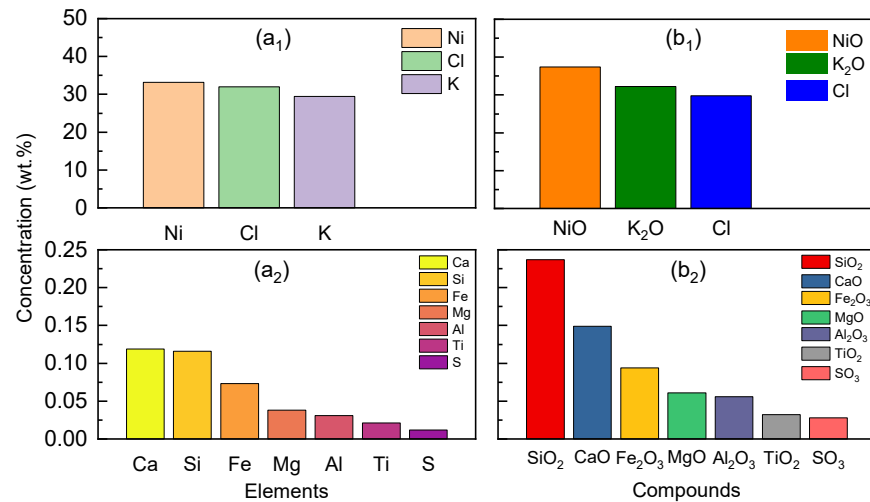 Concentration (wt.%)
50
40
30
20
10
0
(a₁)
Ni
Cl
K
Ni Cl K
(b₁)
NiO
K₂O
Cl
NiO K₂O Cl
0.25
0.20
0.15
0.10
0.05
0.00
(a₂)
Ca
Si
Fe
Mg
Al
Ti
S
Ca Si Fe Mg Al Ti S
Elements
(b₂)
SiO₂
CaO
Fe₂O₃
MgO
Al₂O₃
TiO₂
SO₃
SiO₂ CaO Fe₂O₃ MgO Al₂O₃ TiO₂ SO₃
Compounds